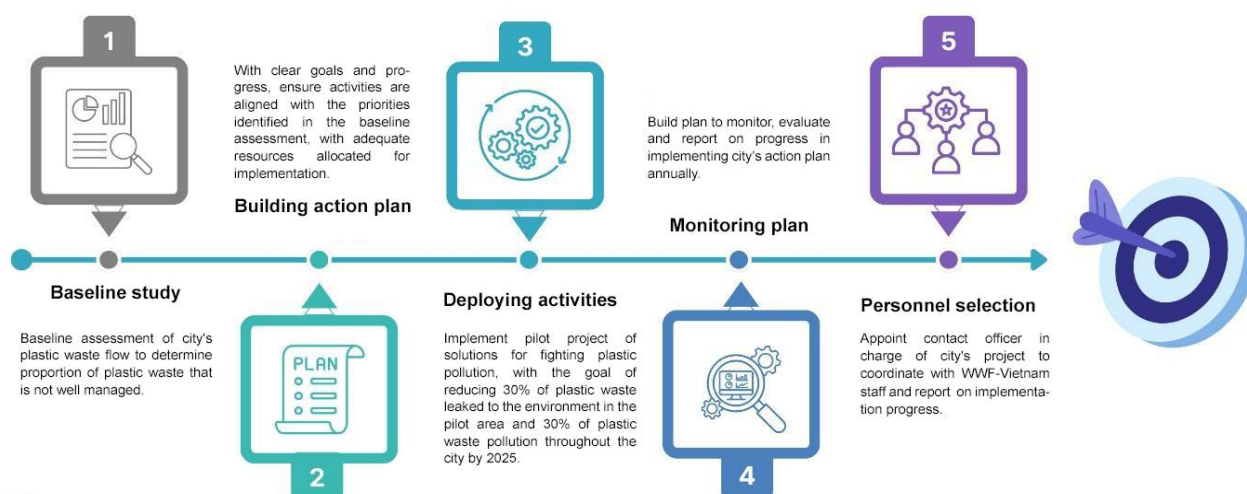 1
Baseline study
Baseline assessment of city's
plastic waste flow to determine
proportion of plastic waste that
is not well managed.
With clear goals and pro-
gress, ensure activities are
aligned with the priorities
identified in the baseline
assessment, with adequate
resources allocated for
implementation.
Building action plan
PLAN
2
3
Deploying activities
Implement pilot project of
solutions for fighting plastic
pollution, with the goal of
reducing 30% of plastic waste
leaked to the environment in the
pilot area and 30% of plastic
waste pollution throughout the
city by 2025.
Build plan to monitor, evaluate
and report on progress in
implementing city's action plan
annually.
Monitoring plan
4
5
Personnel selection
Appoint contact officer in
charge of city's project to
coordinate with WWF-Vietnam
staff and report on implementa-
tion progress.